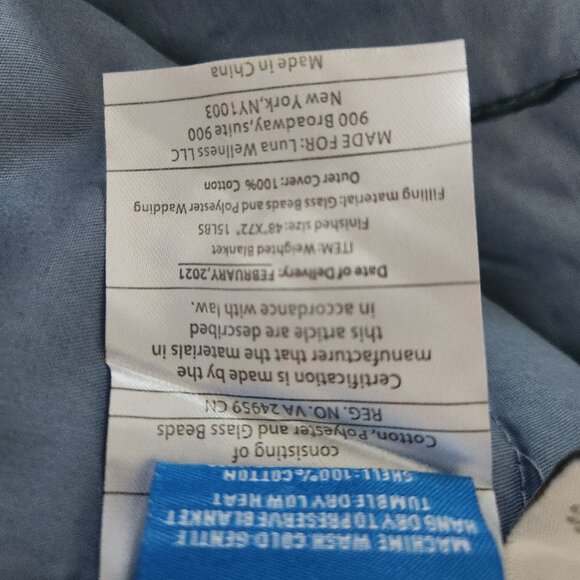 MACHINE WASH COLD GENTLE
HANG DRY TO PRESERVE BLANKET
TUMBLE DRY LOW HEAT
SHELL:100%COTTON
consisting of
Cotton, Polyester and Glass Beads
REG. NO. VA 24959 CN
Certification is made by the
manufacturer that the materials in
this article are described
in accordance with law.
Date of Delivery: FEBRUARY,2021
ITEM: Weighted Blanket
Finished size: 48"X72" 15LBS
Filling material: Glass Beads and Polyester Wadding
Outer Cover: 100% Cotton
MADE FOR: Luna Wellness LLC
900 Broadway,suite 900
New York,NY1003
Made in China